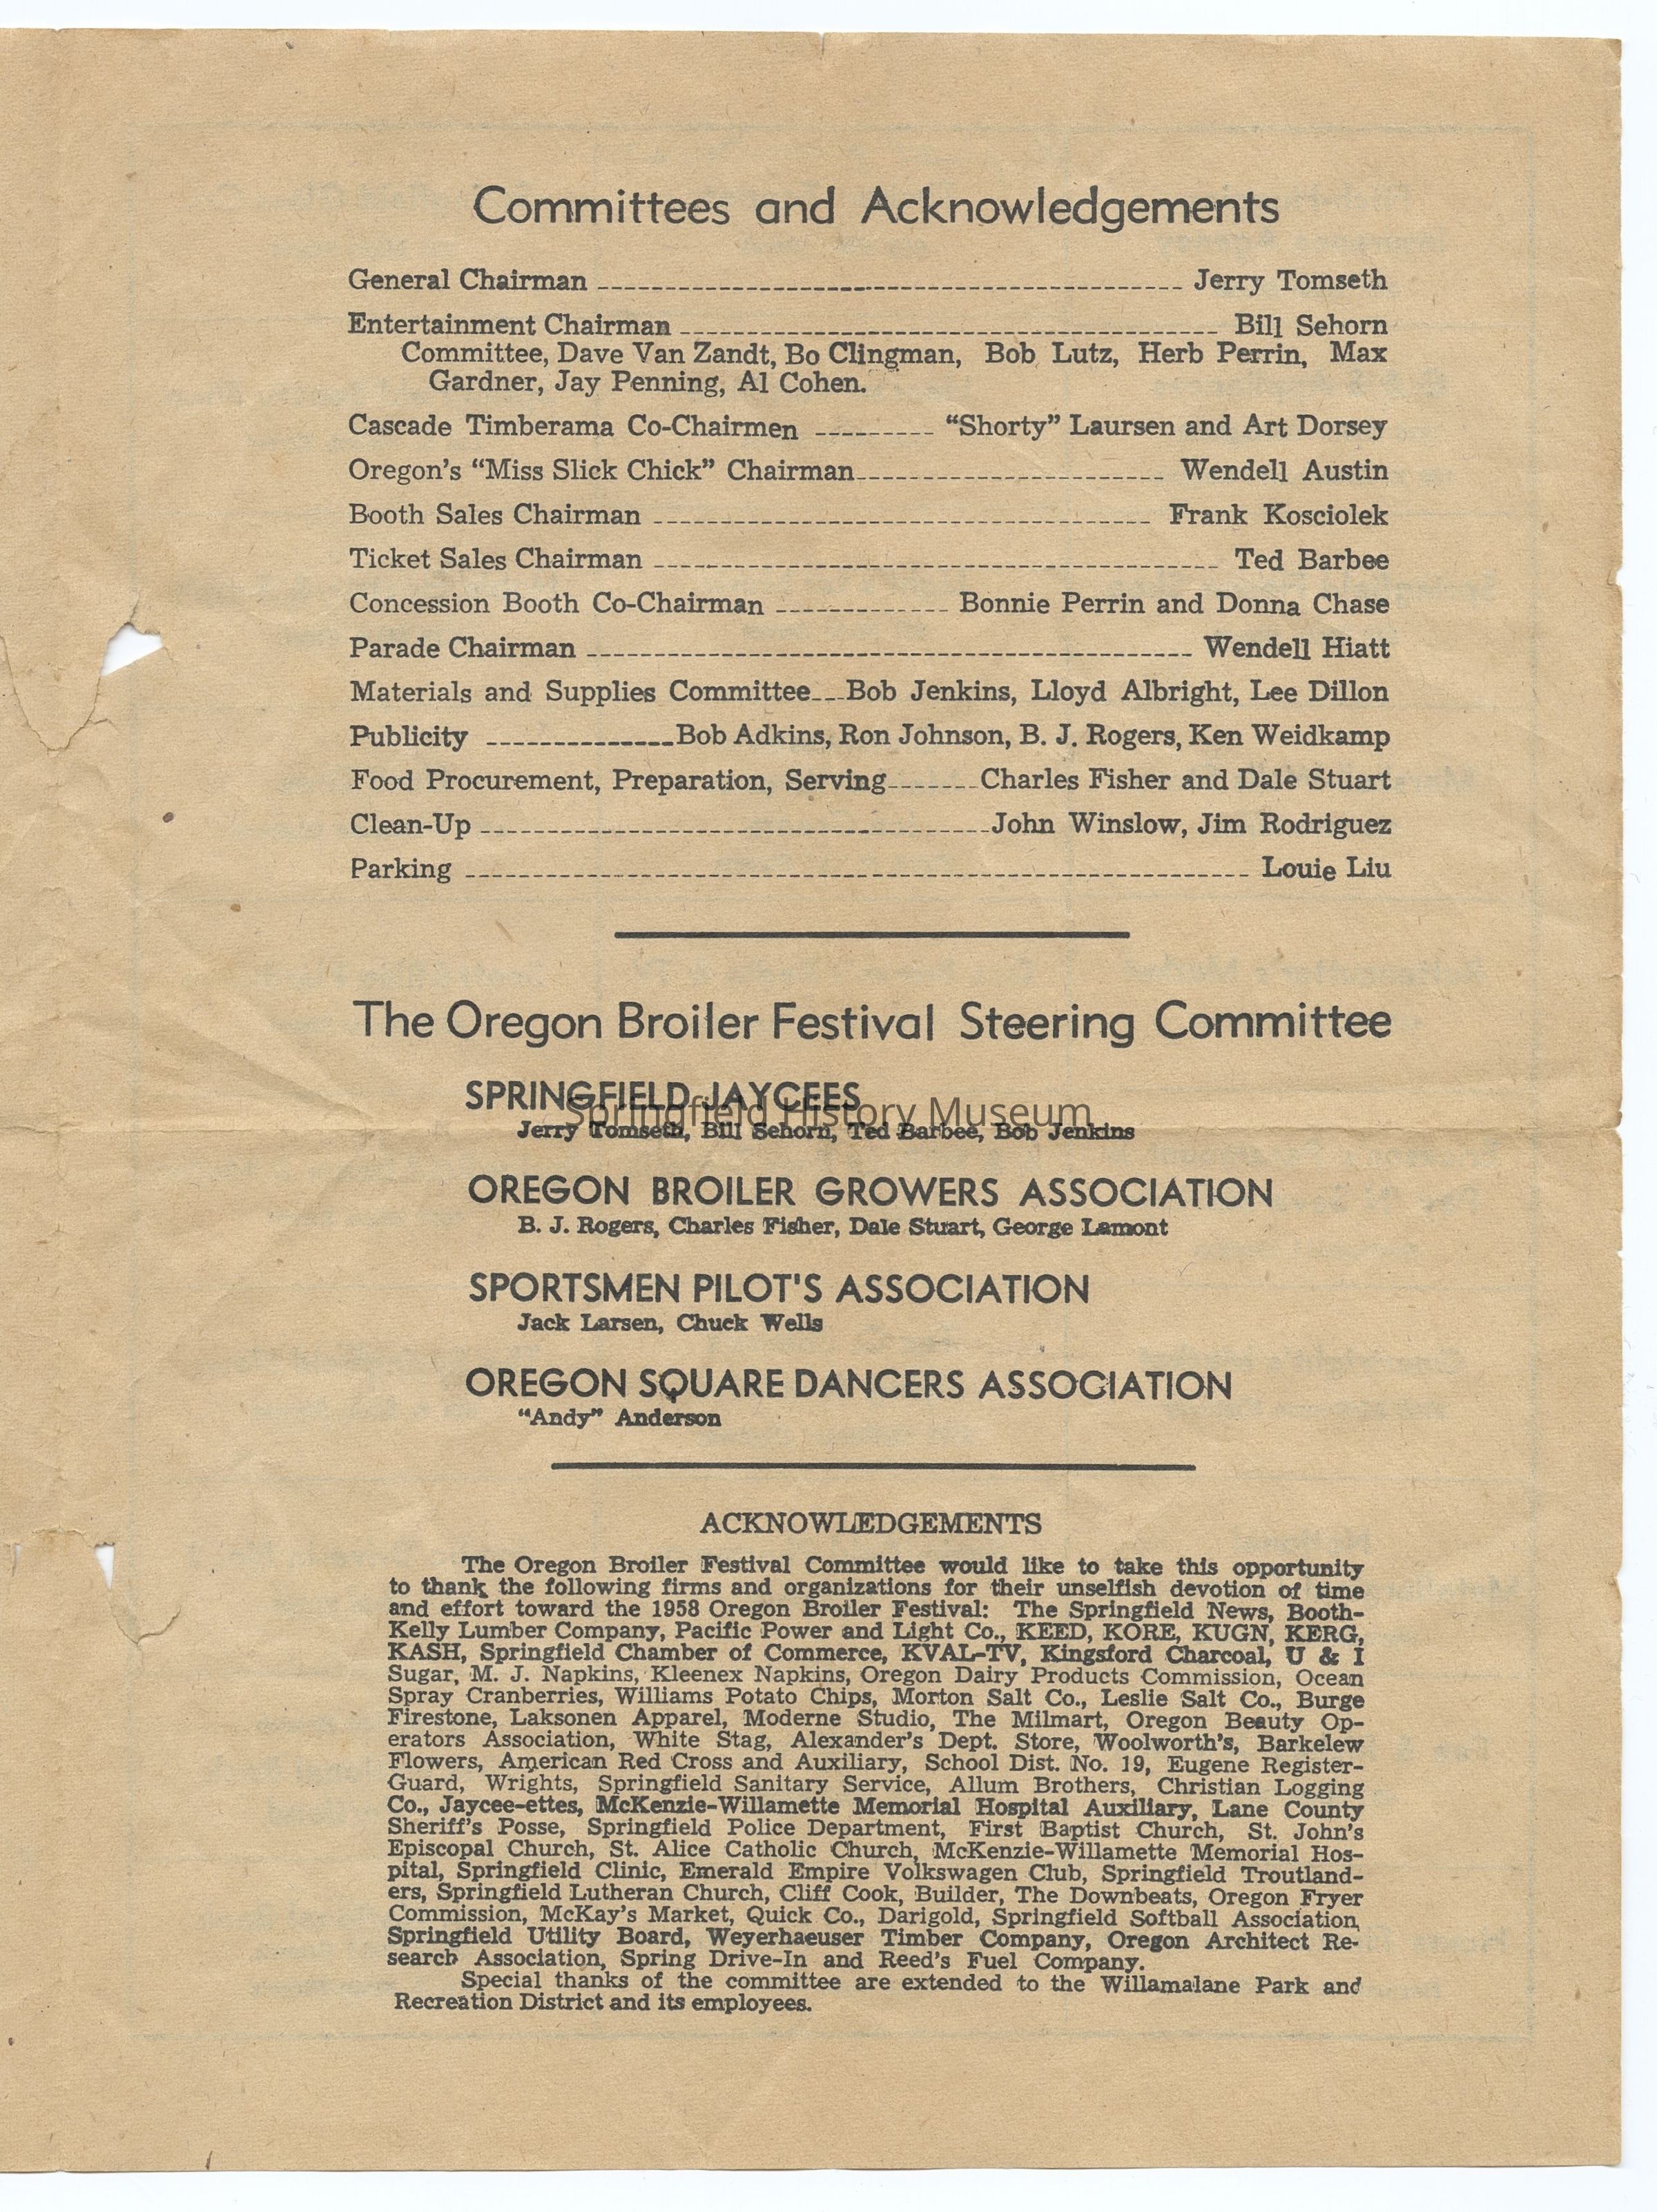 Committees and Acknowledgements
General Chairman ---------- Jerry Tomseth
Entertainment Chairman ---------- Bill Sehorn
Committee, Dave Van Zandt, Bo Clingman, Bob Lutz, Herb Perrin, Max
Gardner, Jay Penning, Al Cohen.
Cascade Timberama Co-Chairmen --------- "Shorty" Laursen and Art Dorsey
Oregon's "Miss Slick Chick" Chairman---------- Wendell Austin
Booth Sales Chairman ---------- Frank Kosciolek
Ticket Sales Chairman ---------- Ted Barbee
Concession Booth Co-Chairman ---------- Bonnie Perrin and Donna Chase
Parade Chairman ---------- Wendell Hiatt
Materials and Supplies Committee---Bob Jenkins, Lloyd Albright, Lee Dillon
Publicity ----------Bob Adkins, Ron Johnson, B. J. Rogers, Ken Weidkamp
Food Procurement, Preparation, Serving-------Charles Fisher and Dale Stuart
Clean-Up ----------John Winslow, Jim Rodriguez
Parking ---------- Louie Liu
The Oregon Broiler Festival Steering Committee
SPRINGFIELD JAYCEES
Springfield History Museum
Jerry Tomseth, Bill Sehorn, Ted Barbee, Bob Jenkins
OREGON BROILER GROWERS ASSOCIATION
B. J. Rogers, Charles Fisher, Dale Stuart, George Lamont
SPORTSMEN PILOT'S ASSOCIATION
Jack Larsen, Chuck Wells
OREGON SQUARE DANCERS ASSOCIATION
"Andy" Anderson
ACKNOWLEDGEMENTS
The Oregon Broiler Festival Committee would like to take this opportunity
to thank the following firms and organizations for their unselfish devotion of time
and effort toward the 1958 Oregon Broiler Festival: The Springfield News, Booth-
Kelly Lumber Company, Pacific Power and Light Co., KEED, KORE, KUGN, KERG,
KASH, Springfield Chamber of Commerce, KVAL-TV, Kingsford Charcoal, U & I
Sugar, M. J. Napkins, Kleenex Napkins, Oregon Dairy Products Commission, Ocean
Spray Cranberries, Williams Potato Chips, Morton Salt Co., Leslie Salt Co., Burge
Firestone, Laksonen Apparel, Moderne Studio, The Milmart, Oregon Beauty Op-
erators Association, White Stag, Alexander's Dept. Store, Woolworth's, Barkelew
Flowers, American Red Cross and Auxiliary, School Dist. No. 19, Eugene Register-
Guard, Wrights, Springfield Sanitary Service, Allum Brothers, Christian Logging
Co., Jaycee-ettes, McKenzie-Willamette Memorial Hospital Auxiliary, Lane County
Sheriff's Posse, Springfield Police Department, First Baptist Church, St. John's
Episcopal Church, St. Alice Catholic Church, McKenzie-Willamette Memorial Hos-
pital, Springfield Clinic, Emerald Empire Volkswagen Club, Springfield Troutland-
ers, Springfield Lutheran Church, Cliff Cook, Builder, The Downbeats, Oregon Fryer
Commission, McKay's Market, Quick Co., Darigold, Springfield Softball Association,
Springfield Utility Board, Weyerhaeuser Timber Company, Oregon Architect Re-
search Association, Spring Drive-In and Reed's Fuel Company.
Special thanks of the committee are extended to the Willamalane Park and
Recreation District and its employees.